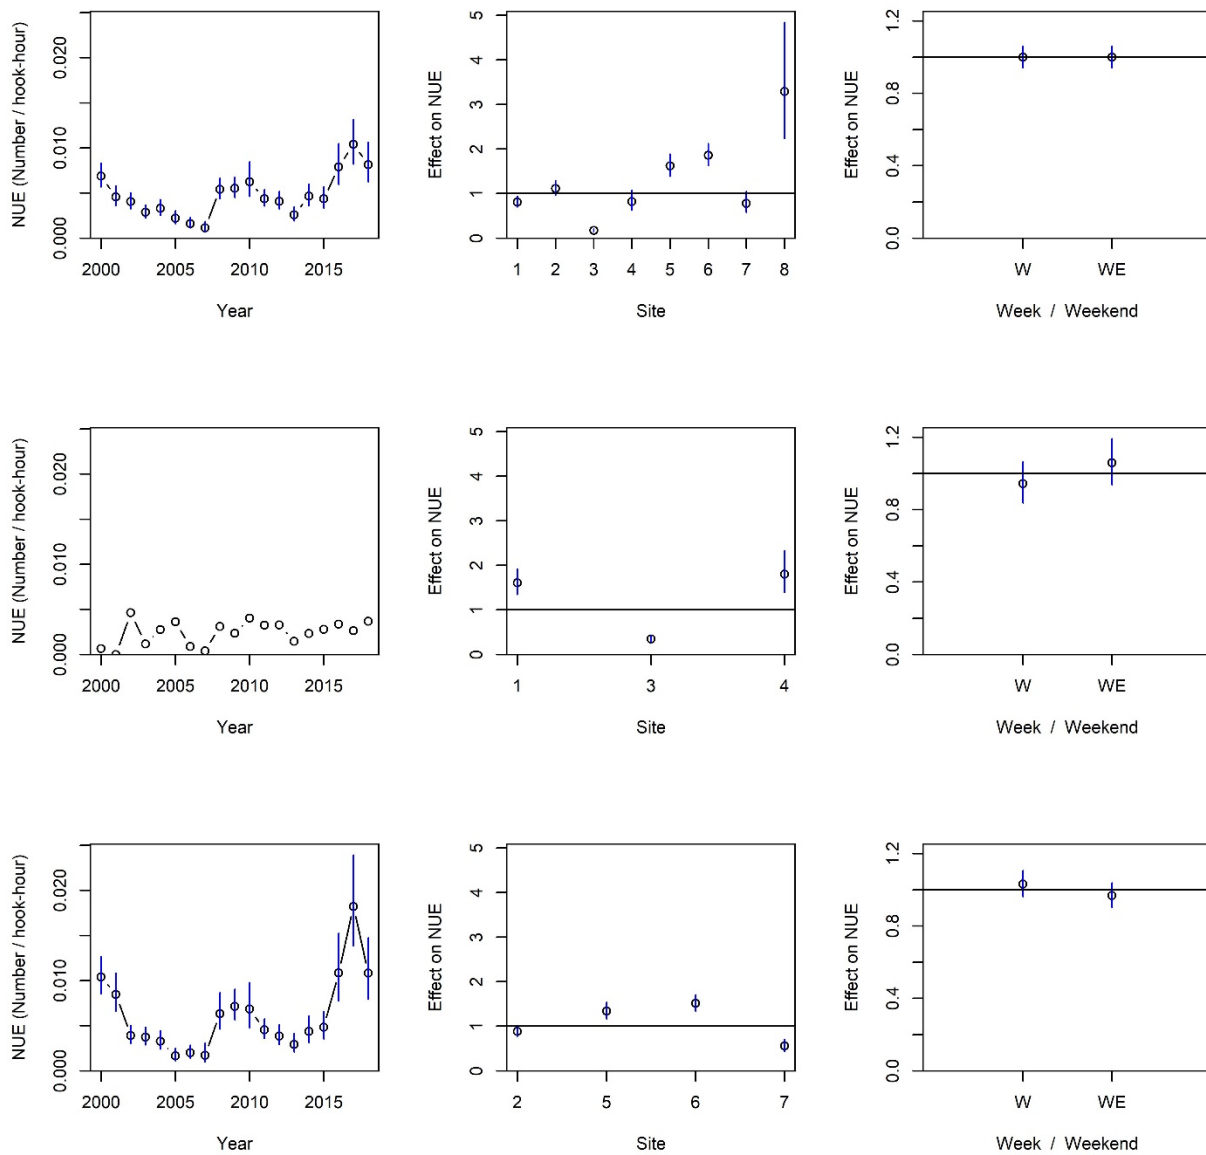 NUE (Number / hook-hour)
0.020
0.010
0.000
2000 2005 2010 2015
Year
Effect on NUE
5
4
3
2
1
0
1 2 3 4 5 6 7 8
Site
Effect on NUE
1.2
0.8
0.4
0.0
W WE
Week / Weekend
NUE (Number / hook-hour)
0.020
0.010
0.000
2000 2005 2010 2015
Year
Effect on NUE
5
4
3
2
1
0
1 3 4
Site
Effect on NUE
1.2
0.8
0.4
0.0
W WE
Week / Weekend
NUE (Number / hook-hour)
0.020
0.010
0.000
2000 2005 2010 2015
Year
Effect on NUE
5
4
3
2
1
0
2 5 6 7
Site
Effect on NUE
1.2
0.8
0.4
0.0
W WE
Week / Weekend